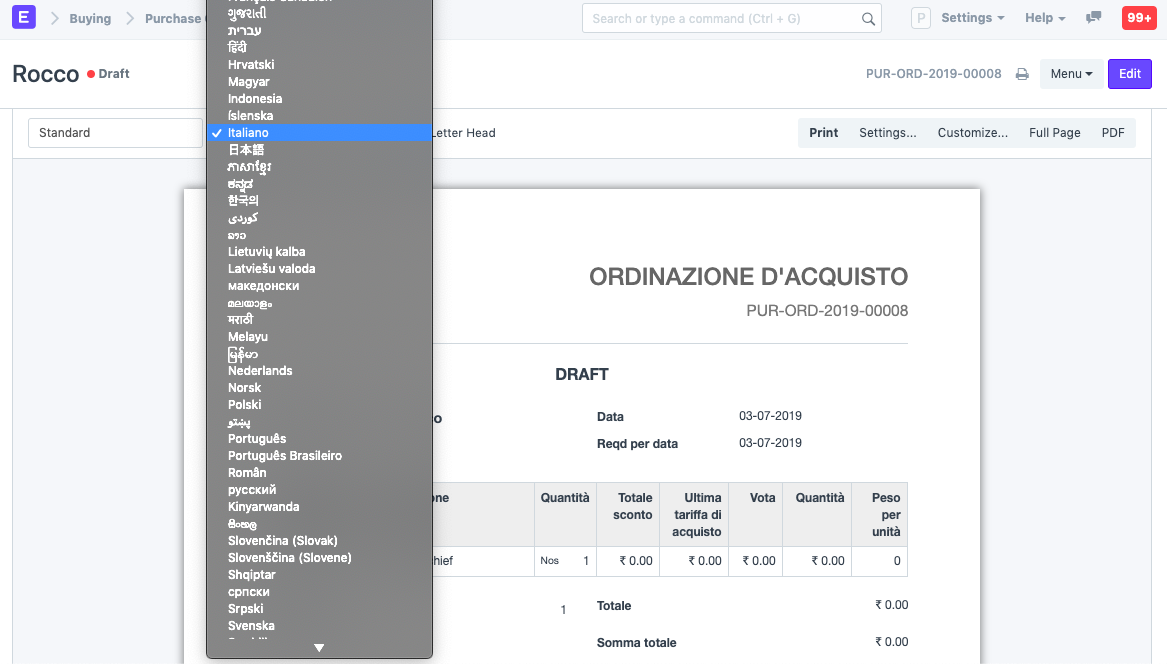 E
Buying
Purchase
Search or type a command (Ctrl + G)
P
Settings
Help
99+
Rocco
Draft
PUR-ORD-2019-00008
Menu
Edit
Standard
Letter Head
Print
Settings...
Customize...
Full Page
PDF
ગુજરાતી
עברית
हिंदी
Hrvatski
Magyar
Indonesia
íslenska
✓ Italiano
日本語
ភាសាខ្មែរ
ಕನ್ನಡ
한국의
کوردی
ລາວ
Lietuvių kalba
Latviešu valoda
македонски
മലയാളം
मराठी
Melayu
မြန်မာ
Nederlands
Norsk
Polski
پښتو
Português
Português Brasileiro
Român
русский
Kinyarwanda
සිංහල
Slovenčina (Slovak)
Slovenščina (Slovene)
Shqiptar
српски
Srpski
Svenska
ORDINAZIONE D'ACQUISTO
PUR-ORD-2019-00008
DRAFT
Data 03-07-2019
Reqd per data 03-07-2019
Quantità
Totale sconto
Ultima tariffa di acquisto
Vota
Quantità
Peso per unità
Nos 1 ₹ 0.00 ₹ 0.00 ₹ 0.00 ₹ 0.00 0
1
Totale ₹ 0.00
Somma totale ₹ 0.00